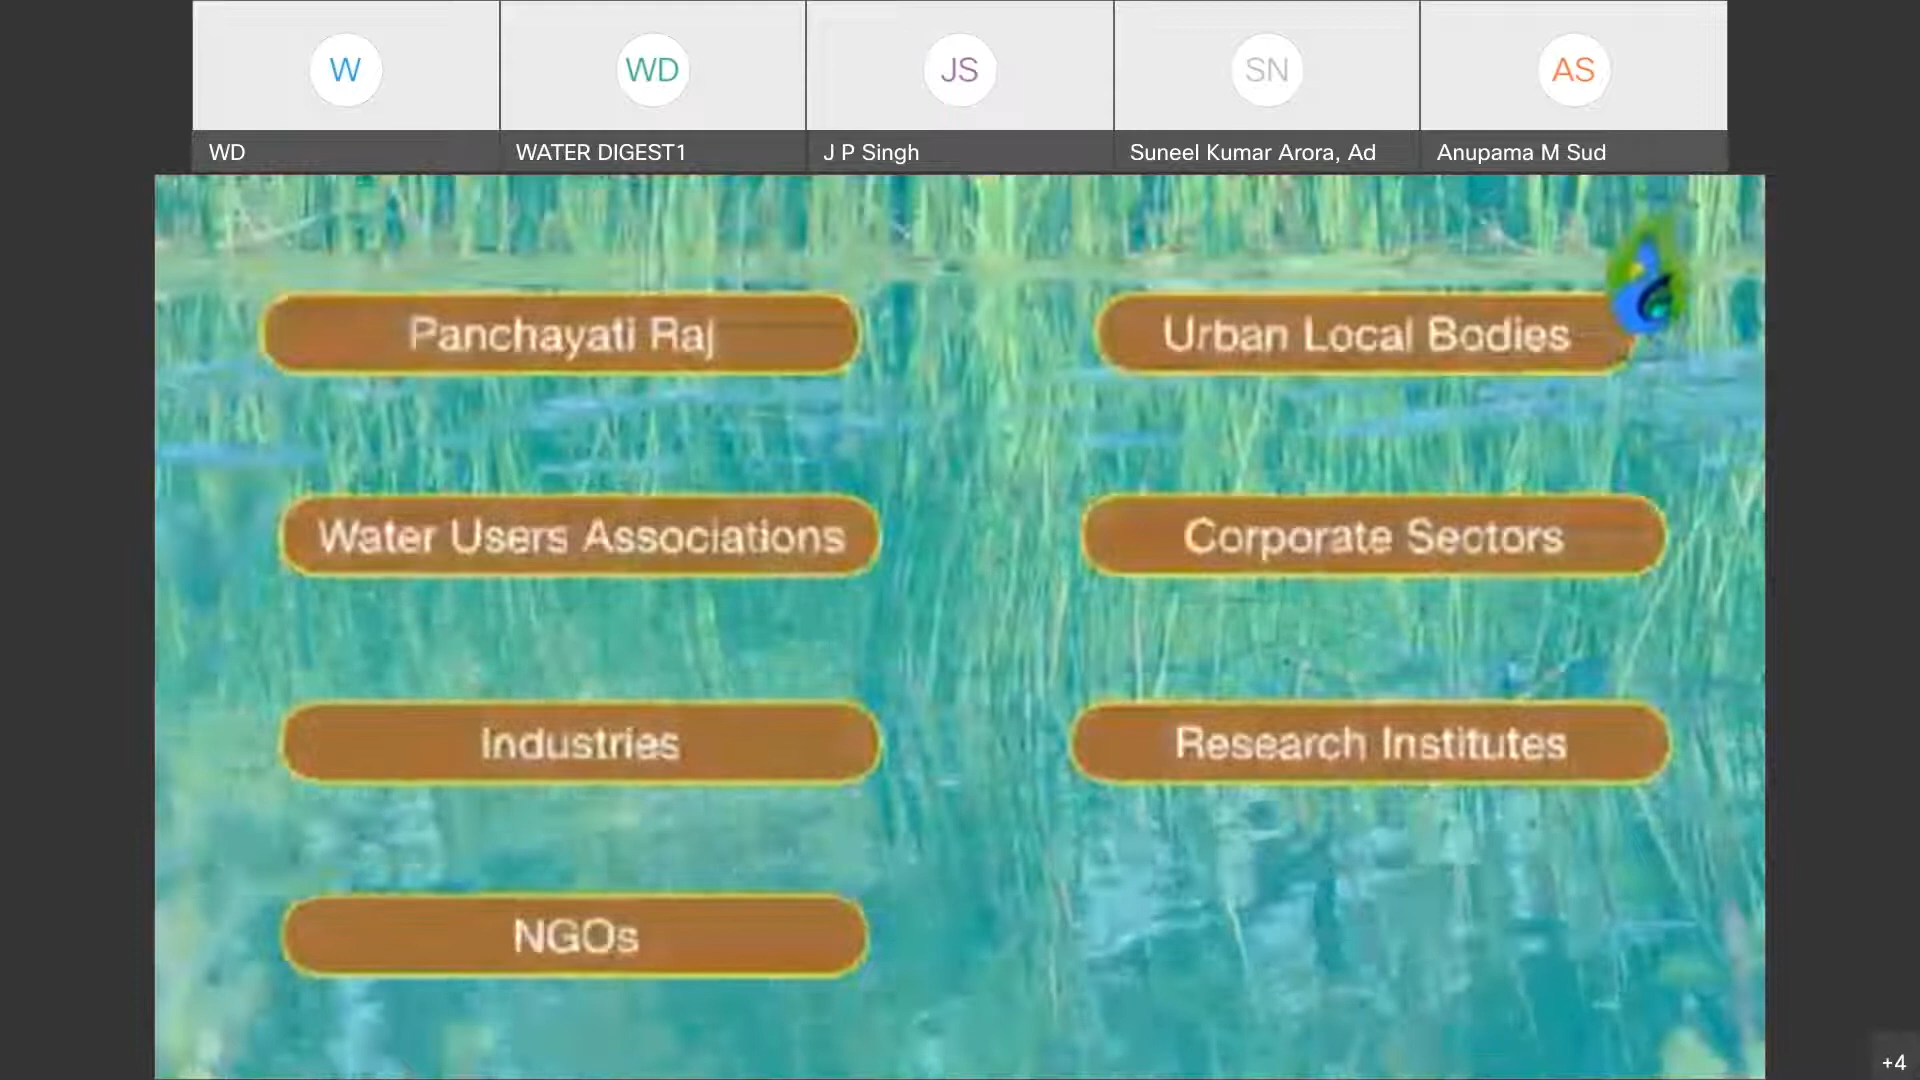 W
WD
JS
SN
AS
WD
WATER DIGEST1
J P Singh
Suneel Kumar Arora, Ad
Anupama M Sud
Panchayati Raj
Urban Local Bodies
Water Users Associations
Corporate Sectors
Industries
Research Institutes
NGOs
+4